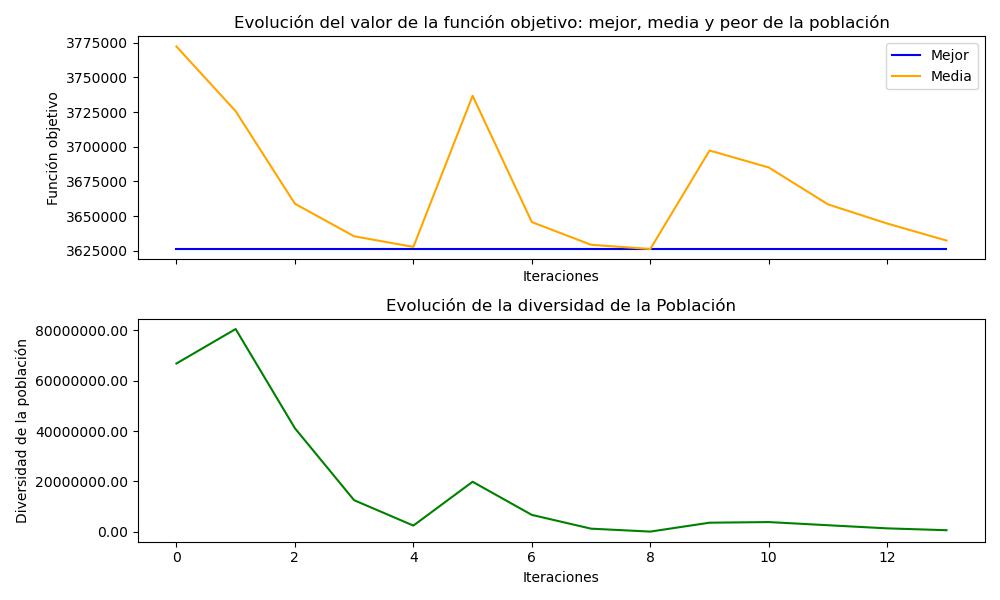 Evolución del valor de la función objetivo: mejor, media y peor de la población
3775000
3750000
3725000
3700000
3675000
3650000
3625000
Función objetivo
Mejor
Media
Iteraciones
Evolución de la diversidad de la Población
80000000.00
60000000.00
40000000.00
20000000.00
0.00
Diversidad de la población
0 2 4 6 8 10 12
Iteraciones